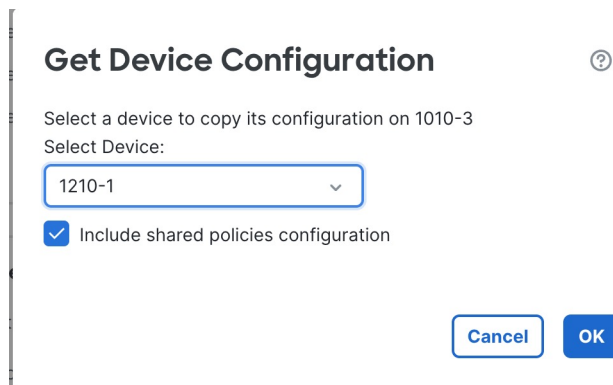 Get Device Configuration
Select a device to copy its configuration on 1010-3
Select Device:
1210-1
Include shared policies configuration
Cancel OK